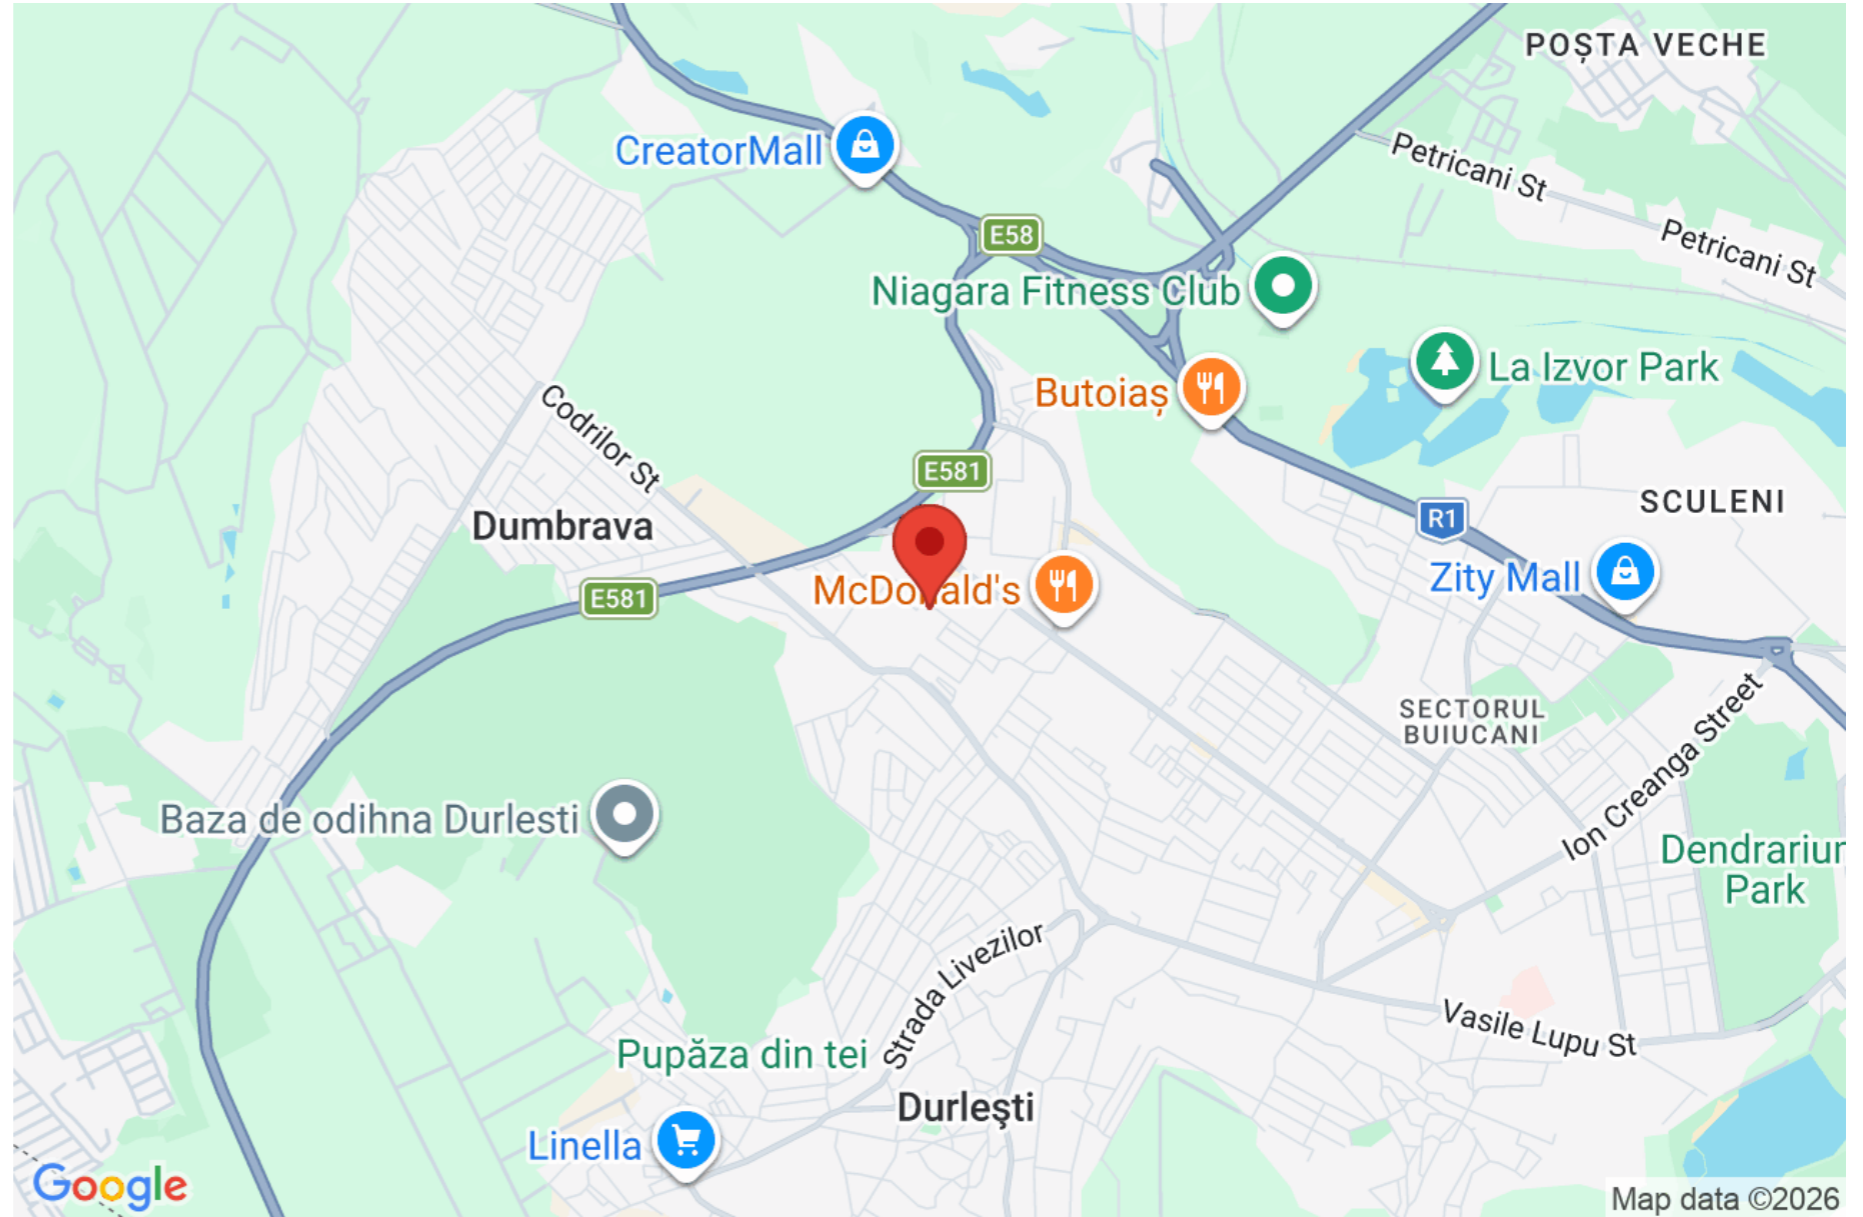 POȘTA VECHE
CreatorMall
Petricani St
E58
Petricani St
Niagara Fitness Club
La Izvor Park
Butoiaș
Codrilor St
E581
SCULENI
R1
Dumbrava
Zity Mall
McDonald's
E581
SECTORUL
BUIUCANI
Ion Creanga Street
Baza de odihna Durlesti
Dendrariur
Park
Strada Livezilor
Vasile Lupu St
Pupăza din tei
Durleşti
Linella
Google
Map data ©2026